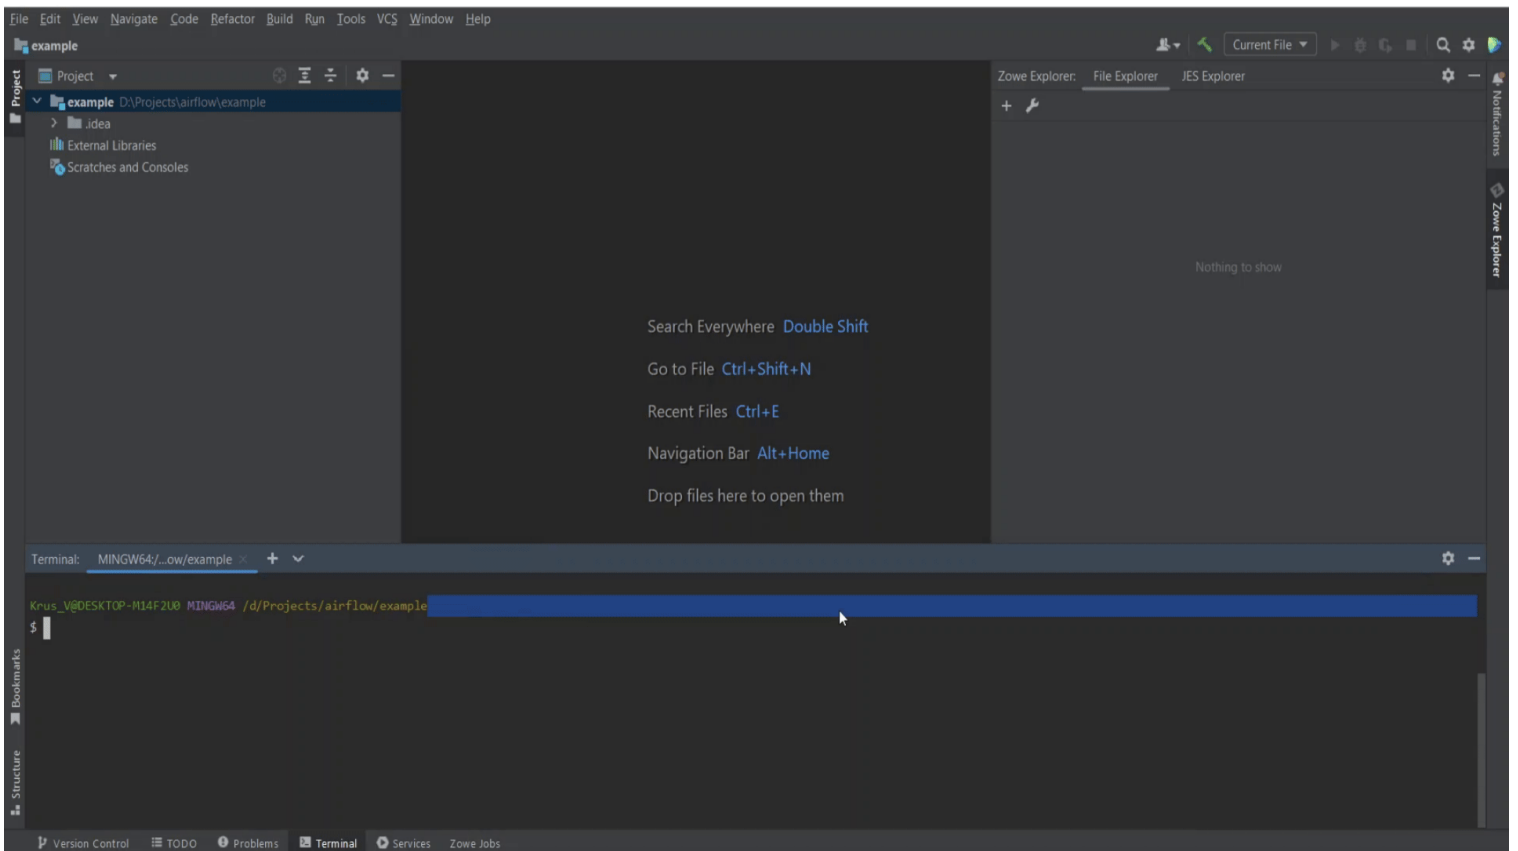 File Edit View Navigate Code Refactor Build Run Tools VCS Window Help
example
Current File
Project
Project
example D:\Projects\airflow\example
.idea
External Libraries
Scratches and Consoles
Search Everywhere Double Shift
Go to File Ctrl+Shift+N
Recent Files Ctrl+E
Navigation Bar Alt+Home
Drop files here to open them
Zowe Explorer: File Explorer JES Explorer
Nothing to show
Notifications
Zowe Explorer
Terminal: MINGW64:/...ow/example
Krus_V@DESKTOP-M14F2U0 MINGW64 /d/Projects/airflow/example
$
Bookmarks
Structure
Version Control TODO Problems Terminal Services Zowe Jobs